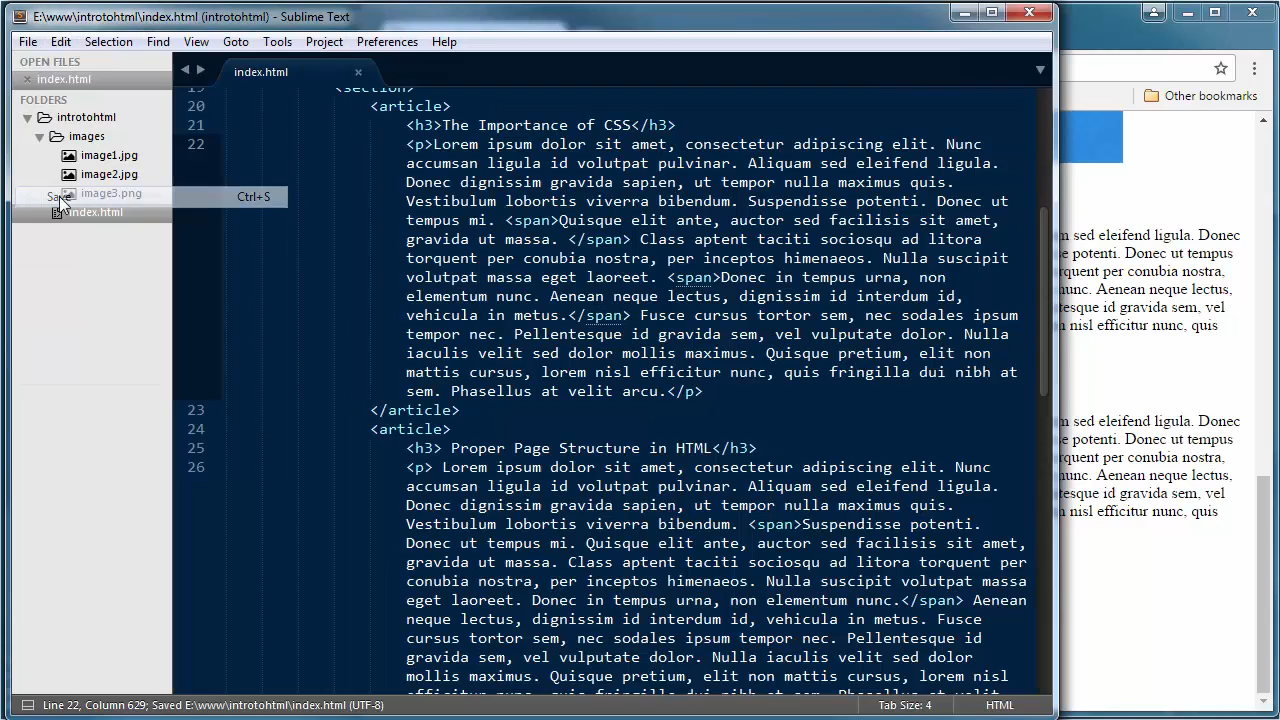 E:\www\introtohtml\index.html (introtohtml) - Sublime Text
File Edit Selection Find View Goto Tools Project Preferences Help
OPEN FILES
index.html
FOLDERS
introtohtml
images
image1.jpg
image2.jpg
image3.png
Save Ctrl+S
index.html
index.html
19 <section>
20 <article>
21 <h3>The Importance of CSS</h3>
22 <p>Lorem ipsum dolor sit amet, consectetur adipiscing elit. Donec
accumsan ligula id volutpat pulvinar. Aliquam sed eleifend ligula.
Donec dignissim gravida sapien, ut tempor massa maximus quis.
Vestibulum lobortis viverra bibendum. Suspendisse potenti. Donec ut
tempus mi. <span>Quisque elit ante, auctor sed facilisis sit amet,
gravida ut massa. </span> Class aptent taciti sociosqu ad litora
torquent per conubia nostra, per inceptos himenaeos. Nulla suscipit
volutpat massa eget laoreet. <span>Donec in tempus urna, non
elementum nunc. Aenean neque lectus, dignissim id interdum id,
vehicula in metus.</span> Fusce cursus tortor sem, nec sodales ipsum
tempor nec. Pellentesque id gravida sem, vel vulputate dolor. Nulla
iaculis velit sed dolor mollis maximus. Quisque pretium, elit non
mattis cursus, lorem nisl efficitur nunc, quis fringilla dui nibh at
sem. Phasellus at velit arcu.</p>
23 </article>
24 <article>
25 <h3> Proper Page Structure in HTML</h3>
26 <p> Lorem ipsum dolor sit amet, consectetur adipiscing elit. Donec
accumsan ligula id volutpat pulvinar. Aliquam sed eleifend ligula.
Donec dignissim gravida sapien, ut tempor massa maximus quis.
Vestibulum lobortis viverra bibendum. <span>Suspendisse potenti.
Donec ut tempus mi. Quisque elit ante, auctor sed facilisis sit amet,
gravida ut massa. Class aptent taciti sociosqu ad litora torquent per
conubia nostra, per inceptos himenaeos. Nulla suscipit volutpat massa
eget laoreet. Donec in tempus urna, non elementum nunc.</span> Aenean
neque lectus, dignissim id interdum id, vehicula in metus. Fusce
cursus tortor sem, nec sodales ipsum tempor nec. Pellentesque id
gravida sem, vel vulputate dolor. Nulla iaculis velit sed dolor
mollis maximus. Quisque pretium, elit non mattis cursus, lorem nisl
Line 22, Column 629; Saved E:\www\introtohtml\index.html (UTF-8) Tab Size: 4 HTML
Other bookmarks
m sed eleifend ligula. Donec
se potenti. Donec ut tempus
rquent per conubia nostra,
nunc. Aenean neque lectus,
tesque id gravida sem, vel
n nisl efficitur nunc, quis
m sed eleifend ligula. Donec
se potenti. Donec ut tempus
rquent per conubia nostra,
nunc. Aenean neque lectus,
tesque id gravida sem, vel
n nisl efficitur nunc, quis